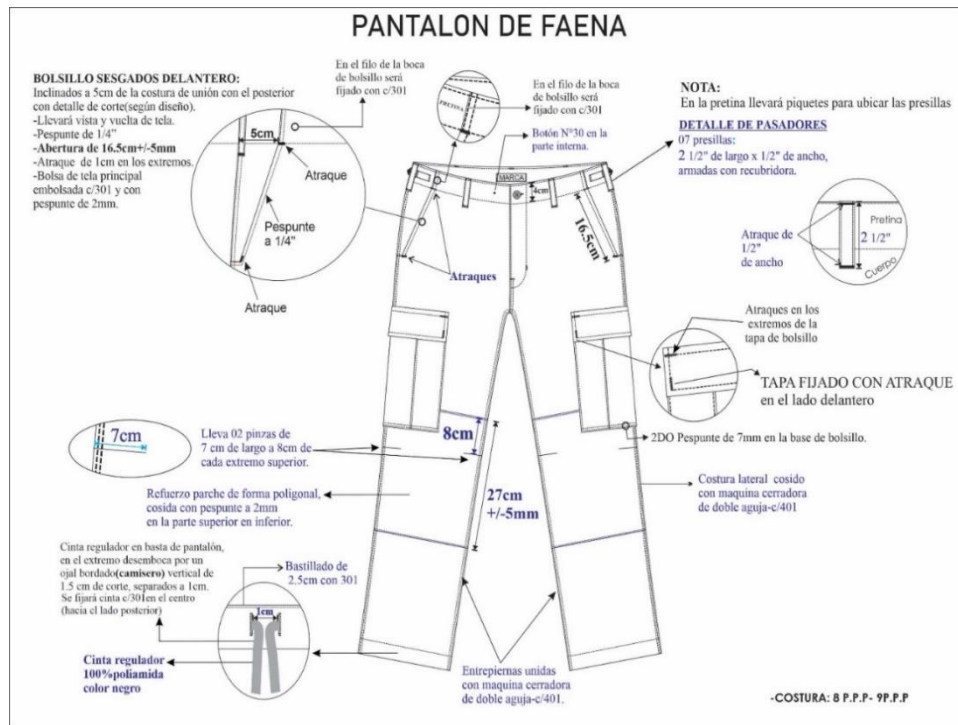 PANTALON DE FAENA
BOLSILLO SESGADOS DELANTERO:
Inclinados a 5cm de la costura de unión con el posterior
con detalle de corte(según diseño).
-Llevará vista y vuelta de tela.
-Pespunte de 1/4"
-Abertura de 16.5cm+/-5mm
-Atraque de 1cm en los extremos.
-Bolsa de tela principal
embolsada c/301 y con
pespunte de 2mm.
5cm
Atraque
Pespunte
a 1/4"
Atraque
En el filo de la boca
de bolsillo será
fijado con c/301
PRETINA
En el filo de la boca
de bolsillo será
fijado con c/301
Botón N°30 en la
parte interna.
NOTA:
En la pretina llevará piquetes para ubicar las presillas
DETALLE DE PASADORES
07 presillas:
2 1/2" de largo x 1/2" de ancho,
armadas con recubridora.
Atraque de
1/2"
de ancho
Pretina
2 1/2"
Cuerpo
MARCA
4cm
16.5cm
Atraques
Atraques en los
extremos de la
tapa de bolsillo
TAPA FIJADO CON ATRAQUE
en el lado delantero
2DO Pespunte de 7mm en la base de bolsillo.
7cm
Lleva 02 pinzas de
7 cm de largo a 8cm de
cada extremo superior.
8cm
27cm
+/-5mm
Refuerzo parche de forma poligonal,
cosida con pespunte a 2mm
en la parte superior en inferior.
Costura lateral cosido
con maquina cerradora
de doble aguja-c/401
Cinta regulador en basta de pantalón,
en el extremo desemboca por un
ojal bordado(camisero) vertical de
1.5 cm de corte, separados a 1cm.
Se fijará cinta c/301en el centro
(hacia el lado posterior)
Bastillado de
2.5cm con 301
1cm
Cinta regulador
100%poliamida
color negro
Entrepiernas unidas
con maquina cerradora
de doble aguja-c/401.
-COSTURA: 8 P.P.P- 9P.P.P